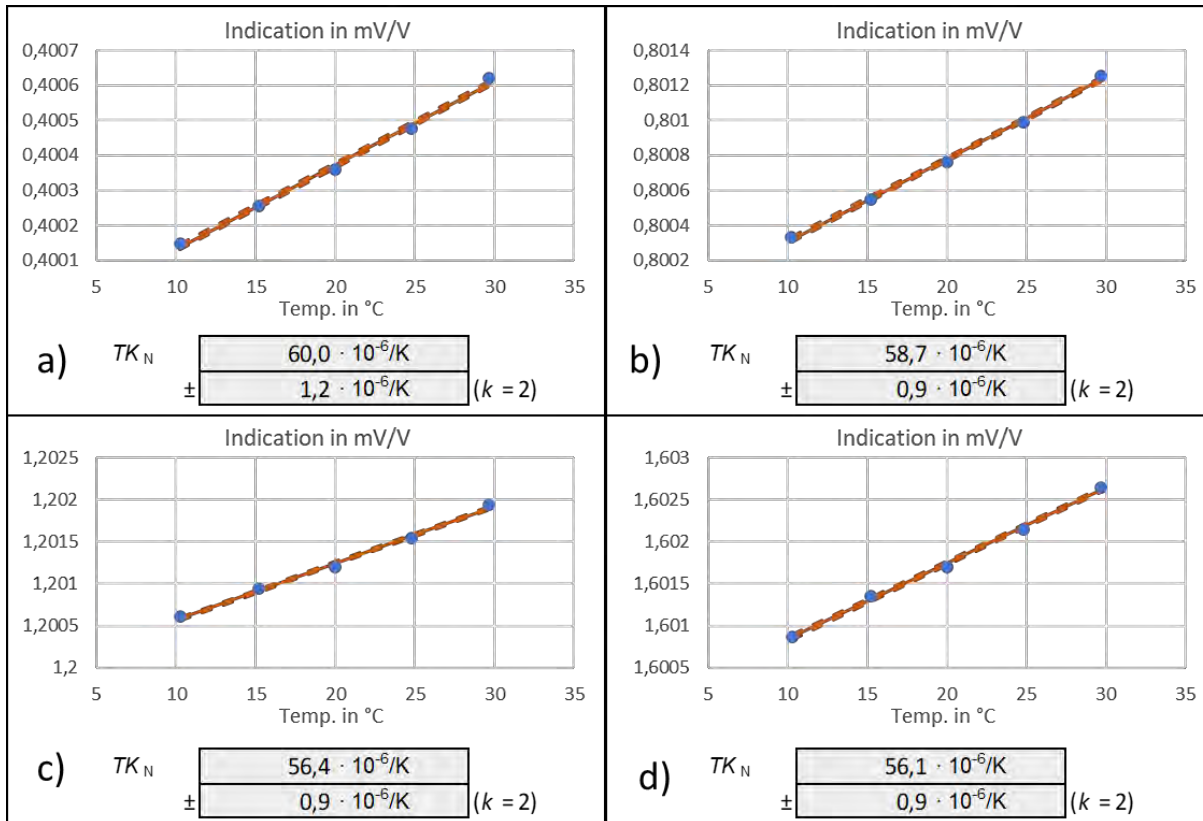 Indication in mV/V
0,4007
0,4006
0,4005
0,4004
0,4003
0,4002
0,4001
5 10 15 20 25 30 35
Temp. in °C
a) TK N 60,0 · 10-6/K
± 1,2 · 10-6/K (k = 2)
Indication in mV/V
0,8014
0,8012
0,801
0,8008
0,8006
0,8004
0,8002
5 10 15 20 25 30 35
Temp. in °C
b) TK N 58,7 · 10-6/K
± 0,9 · 10-6/K (k = 2)
Indication in mV/V
1,2025
1,202
1,2015
1,201
1,2005
1,2
5 10 15 20 25 30 35
Temp. in °C
c) TK N 56,4 · 10-6/K
± 0,9 · 10-6/K (k = 2)
Indication in mV/V
1,603
1,6025
1,602
1,6015
1,601
1,6005
5 10 15 20 25 30 35
Temp. in °C
d) TK N 56,1 · 10-6/K
± 0,9 · 10-6/K (k = 2)